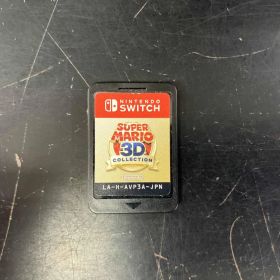 NINTENDO
SWITCH
SUPER
MARIO
3D
COLLECTION
LA-H-AVP3A-JPN